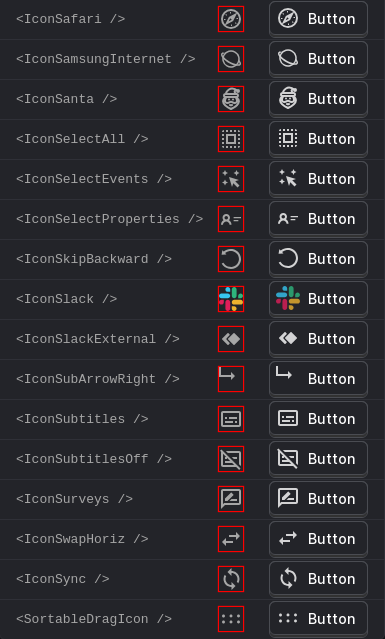 <IconSafari /> Button
<IconSamsungInternet /> Button
<IconSanta /> Button
<IconSelectAll /> Button
<IconSelectEvents /> Button
<IconSelectProperties /> Button
<IconSkipBackward /> Button
<IconSlack /> Button
<IconSlackExternal /> Button
<IconSubArrowRight /> Button
<IconSubtitles /> Button
<IconSubtitlesOff /> Button
<IconSurveys /> Button
<IconSwapHoriz /> Button
<IconSync /> Button
<SortableDragIcon /> Button